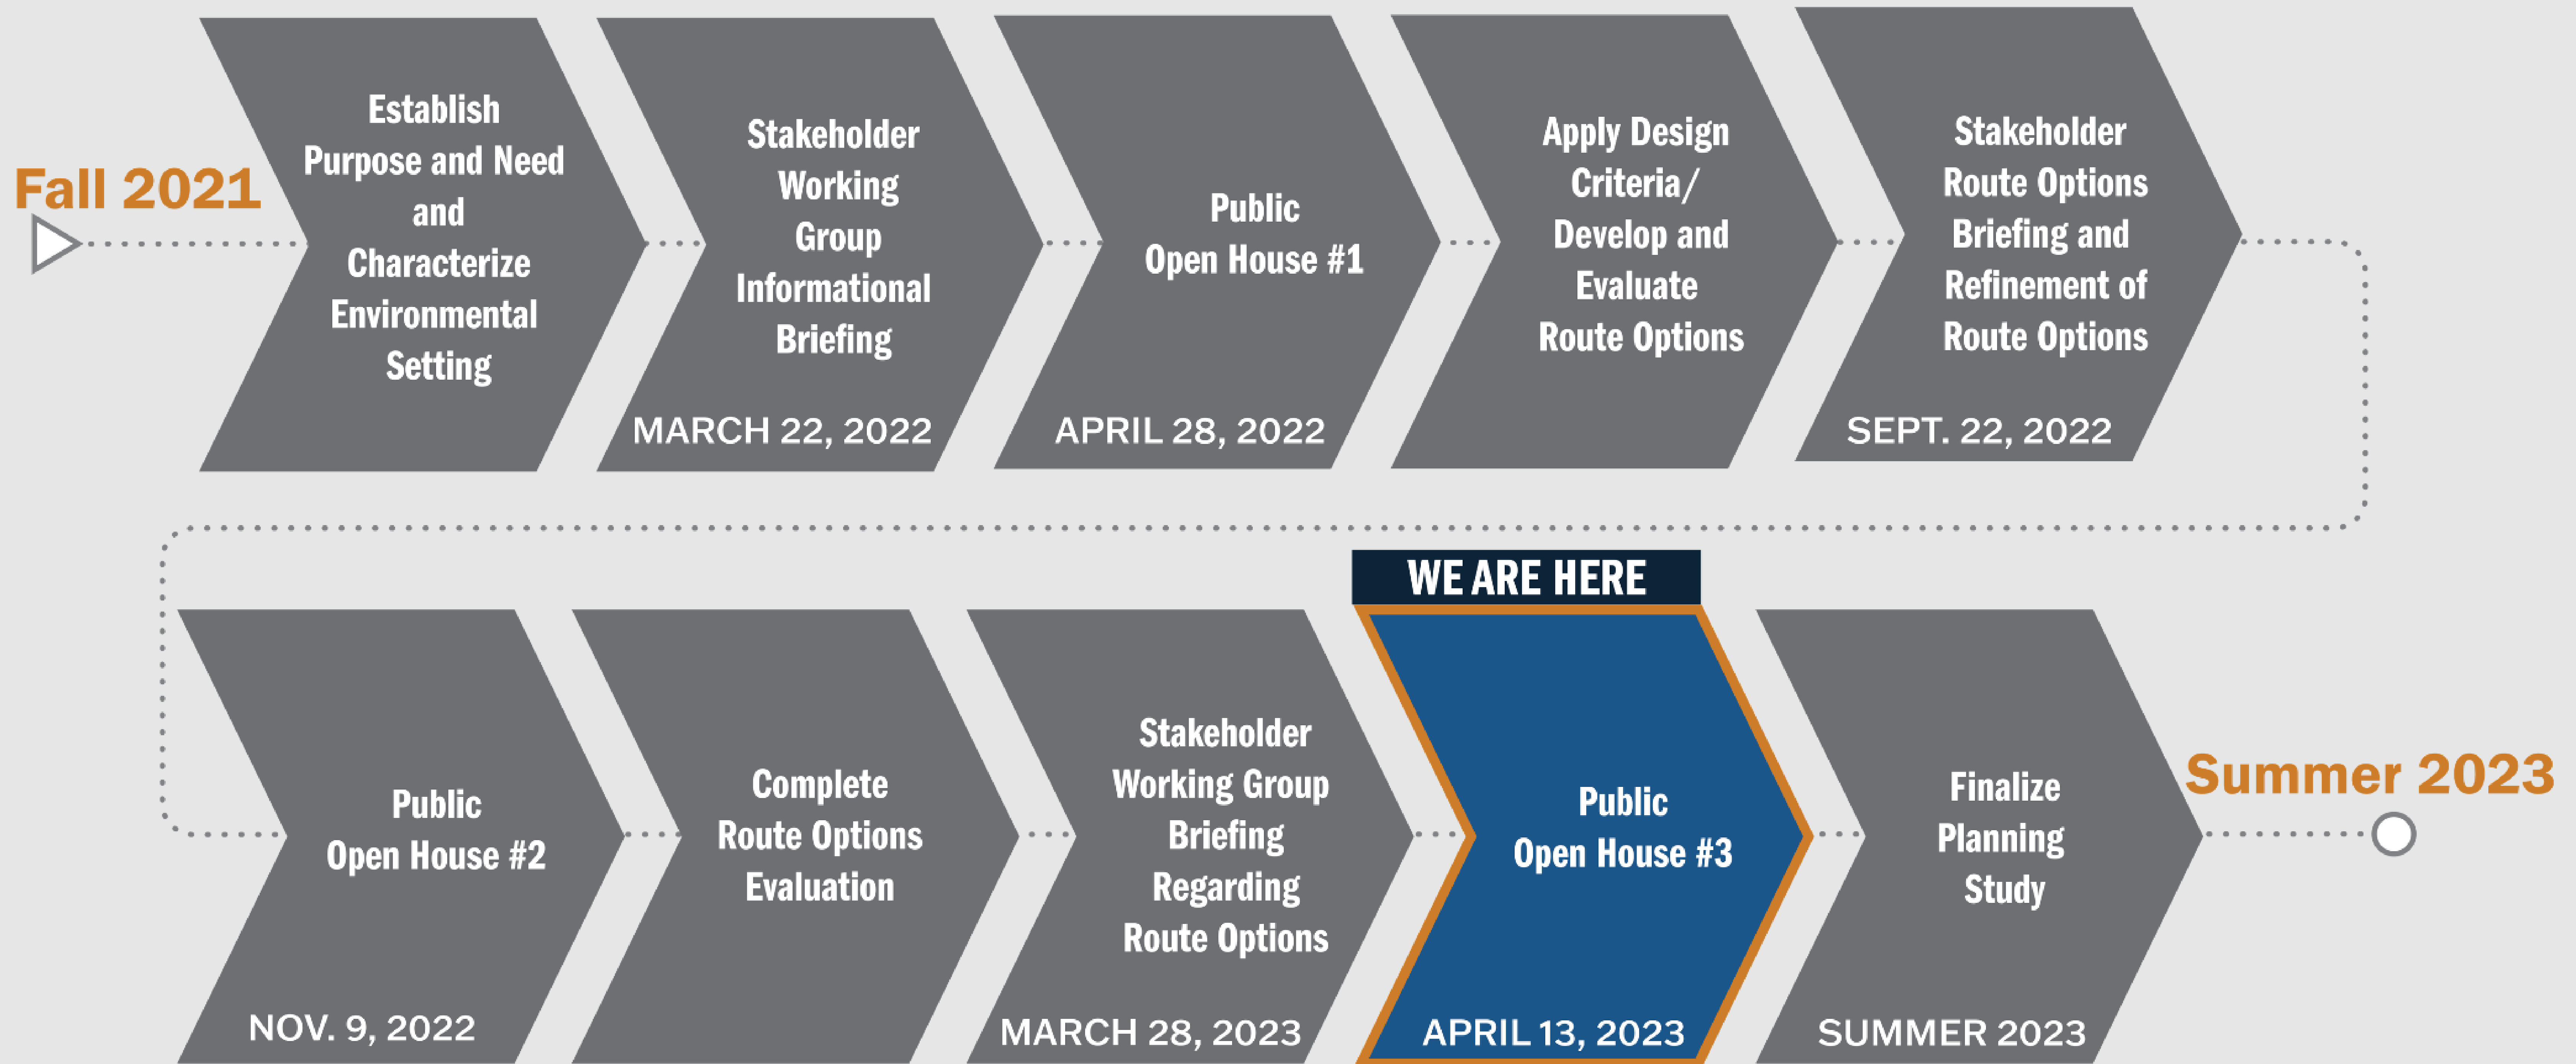 Fall 2021
Establish
Purpose and Need
and
Characterize
Environmental
Setting
Stakeholder
Working
Group
Informational
Briefing
MARCH 22, 2022
Public
Open House #1
APRIL 28, 2022
Apply Design
Criteria/
Develop and
Evaluate
Route Options
Stakeholder
Route Options
Briefing and
Refinement of
Route Options
SEPT. 22, 2022
Public
Open House #2
NOV. 9, 2022
Complete
Route Options
Evaluation
Stakeholder
Working Group
Briefing
Regarding
Route Options
MARCH 28, 2023
WE ARE HERE
Public
Open House #3
APRIL 13, 2023
Finalize
Planning
Study
SUMMER 2023
Summer 2023